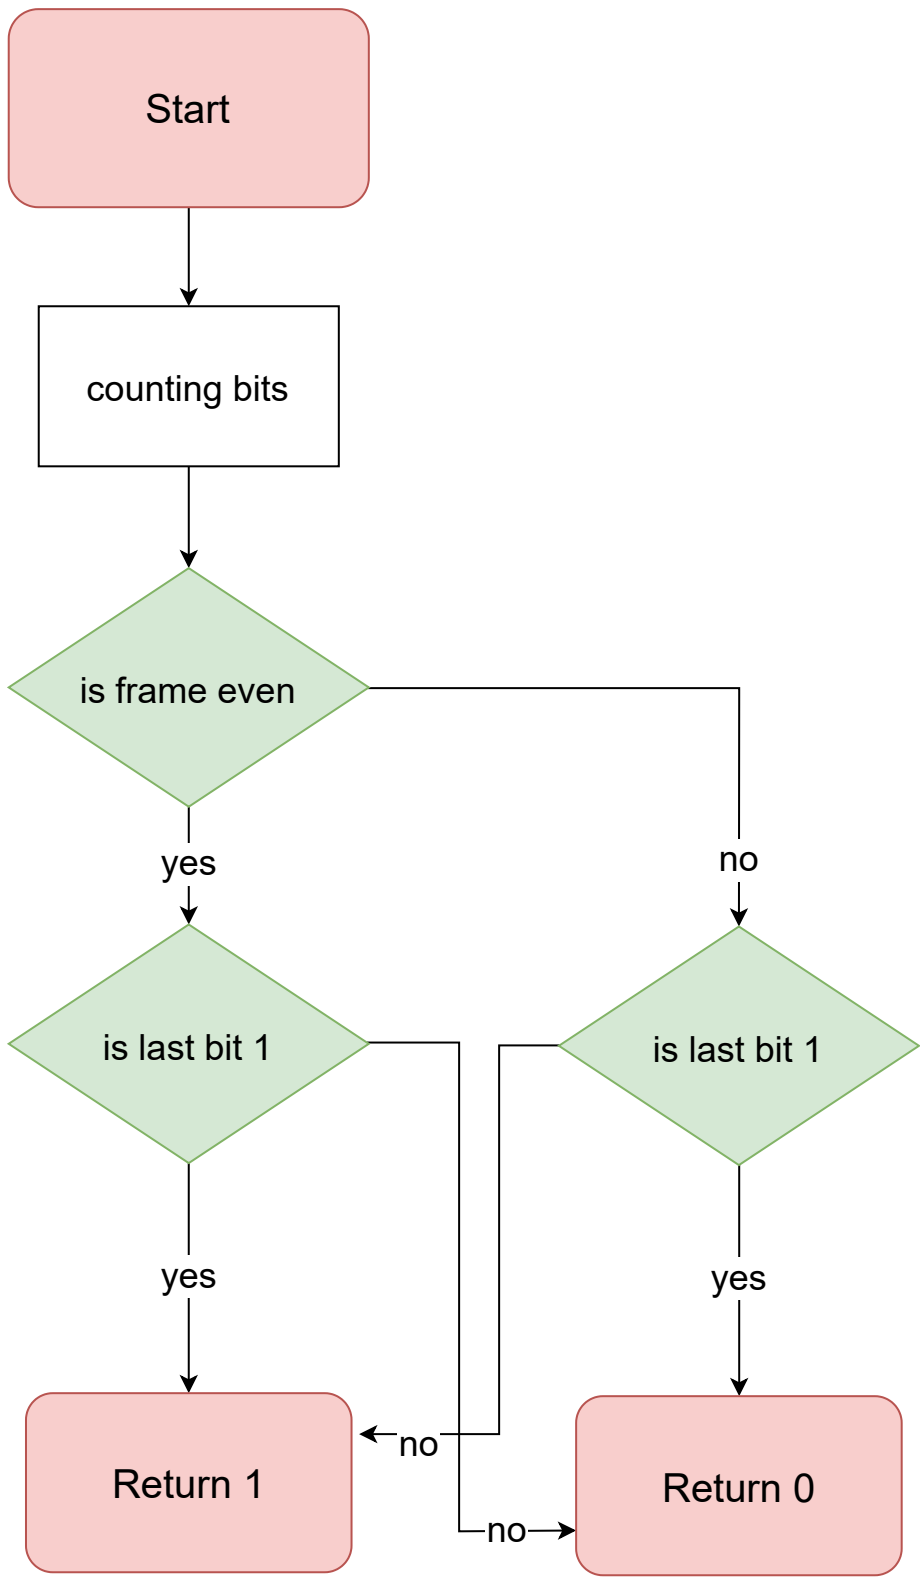 Start
counting bits
is frame even
yes
no
is last bit 1
is last bit 1
yes
yes
no
Return 1
Return 0
no